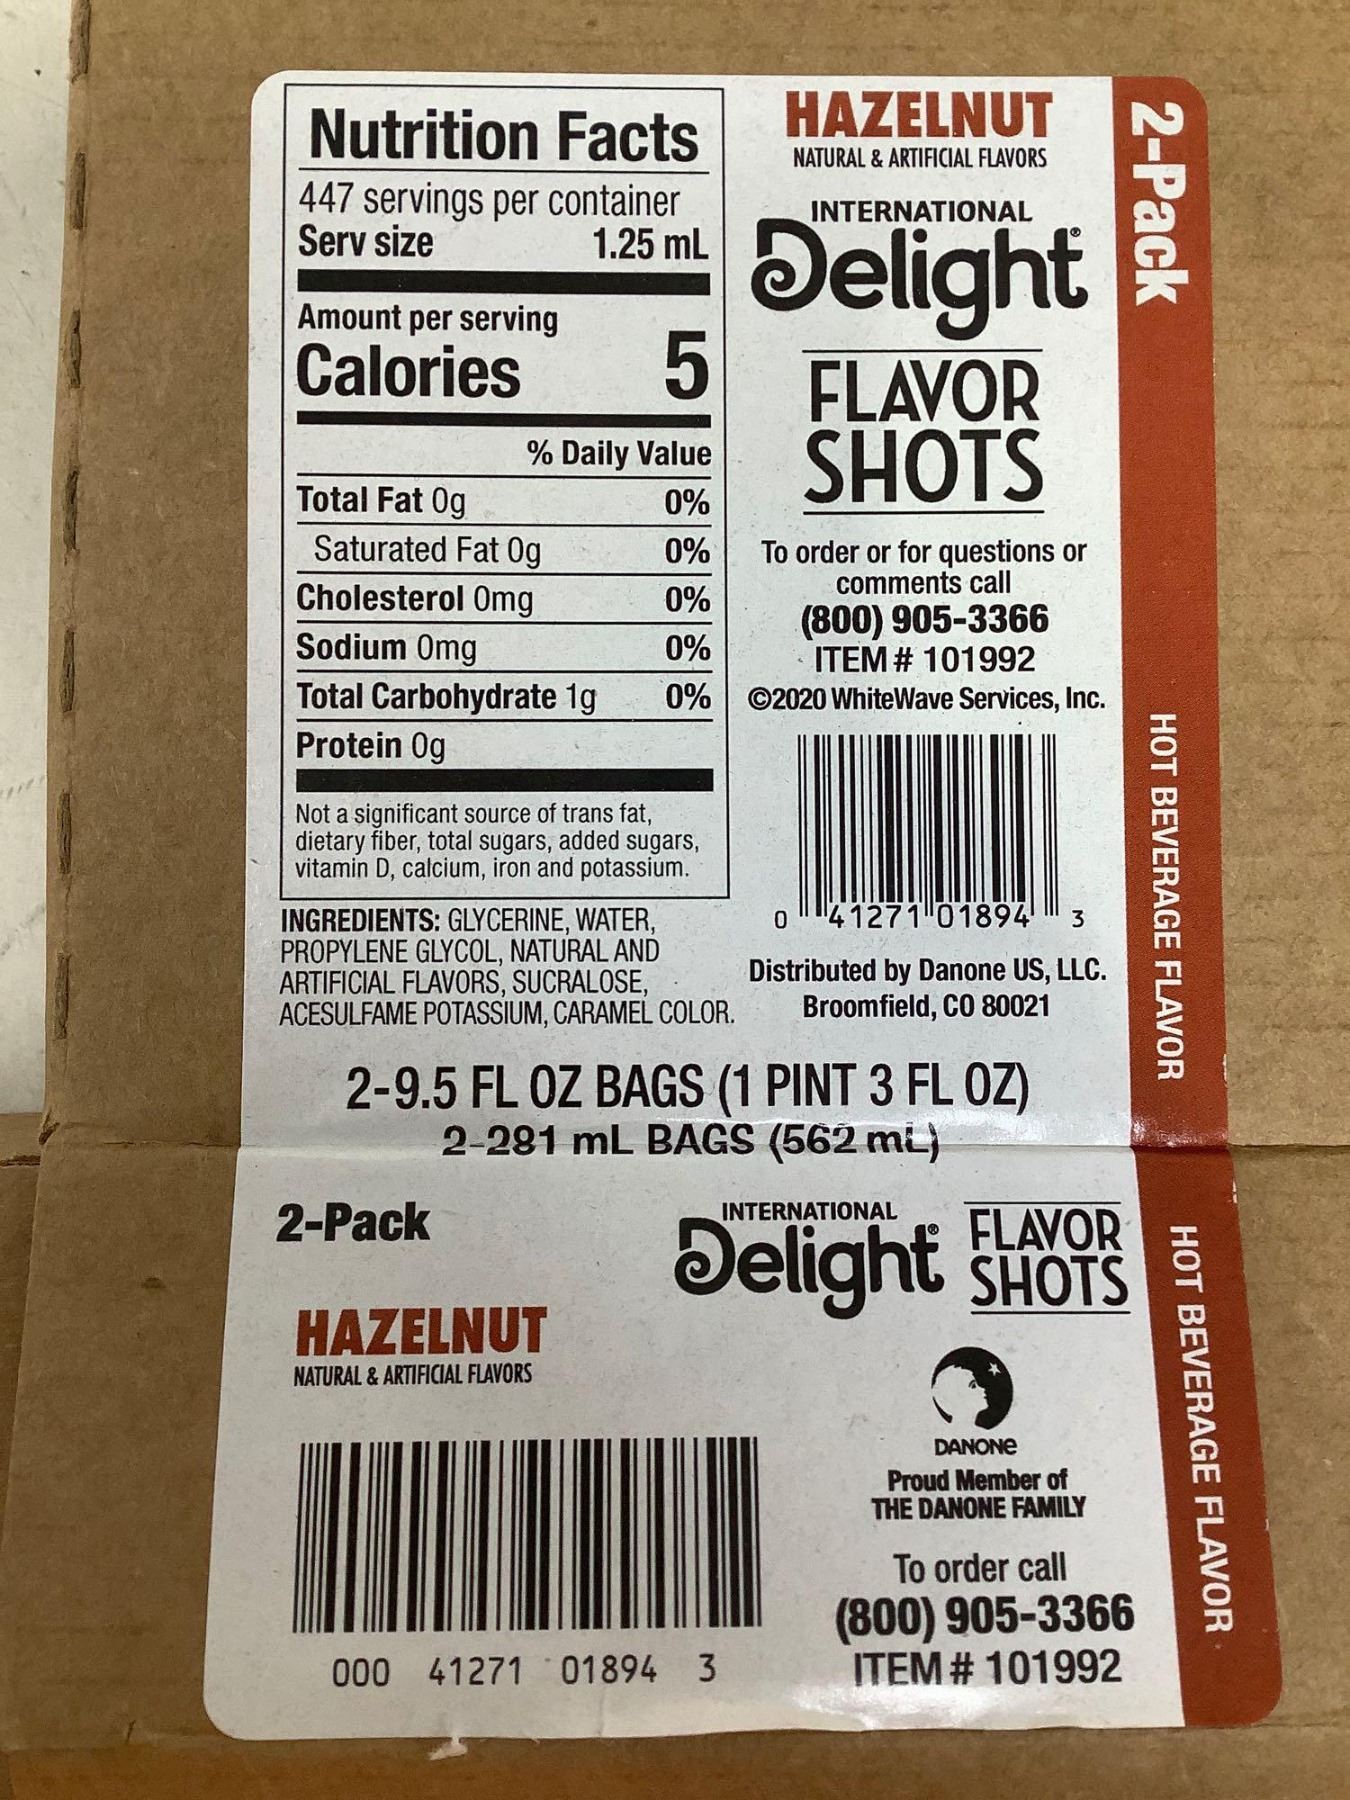 Nutrition Facts
447 servings per container
Serv size 1.25 mL
Amount per serving
Calories 5
% Daily Value
Total Fat 0g 0%
Saturated Fat 0g 0%
Cholesterol 0mg 0%
Sodium 0mg 0%
Total Carbohydrate 1g 0%
Protein 0g
Not a significant source of trans fat,
dietary fiber, total sugars, added sugars,
vitamin D, calcium, iron and potassium.
INGREDIENTS: GLYCERINE, WATER,
PROPYLENE GLYCOL, NATURAL AND
ARTIFICIAL FLAVORS, SUCRALOSE,
ACESULFAME POTASSIUM, CARAMEL COLOR.
HAZELNUT
NATURAL & ARTIFICIAL FLAVORS
INTERNATIONAL
Delight®
FLAVOR
SHOTS
To order or for questions or
comments call
(800) 905-3366
ITEM # 101992
©2020 WhiteWave Services, Inc.
0 41271 01894 3
Distributed by Danone US, LLC.
Broomfield, CO 80021
2-Pack
HOT BEVERAGE FLAVOR
2-9.5 FL OZ BAGS (1 PINT 3 FL OZ)
2-281 mL BAGS (562 mL)
2-Pack
HAZELNUT
NATURAL & ARTIFICIAL FLAVORS
000 41271 01894 3
INTERNATIONAL
Delight®
FLAVOR
SHOTS
DANONE
Proud Member of
THE DANONE FAMILY
To order call
(800) 905-3366
ITEM # 101992
HOT BEVERAGE FLAVOR